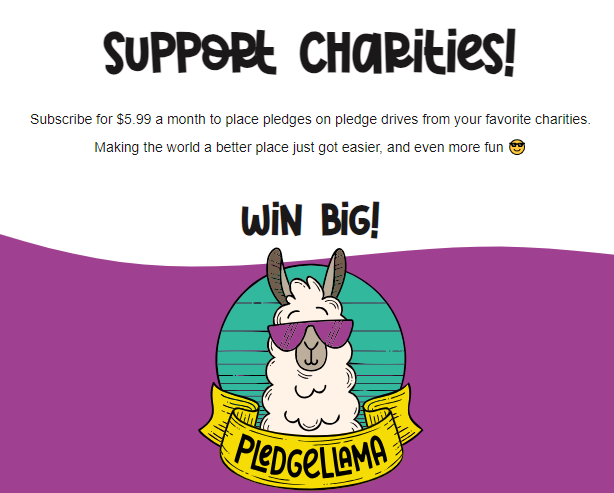 SUPPORT CHARITIES!
Subscribe for $5.99 a month to place pledges on pledge drives from your favorite charities.
Making the world a better place just got easier, and even more fun 😎
WIN BIG!
PLEDGELLAMA